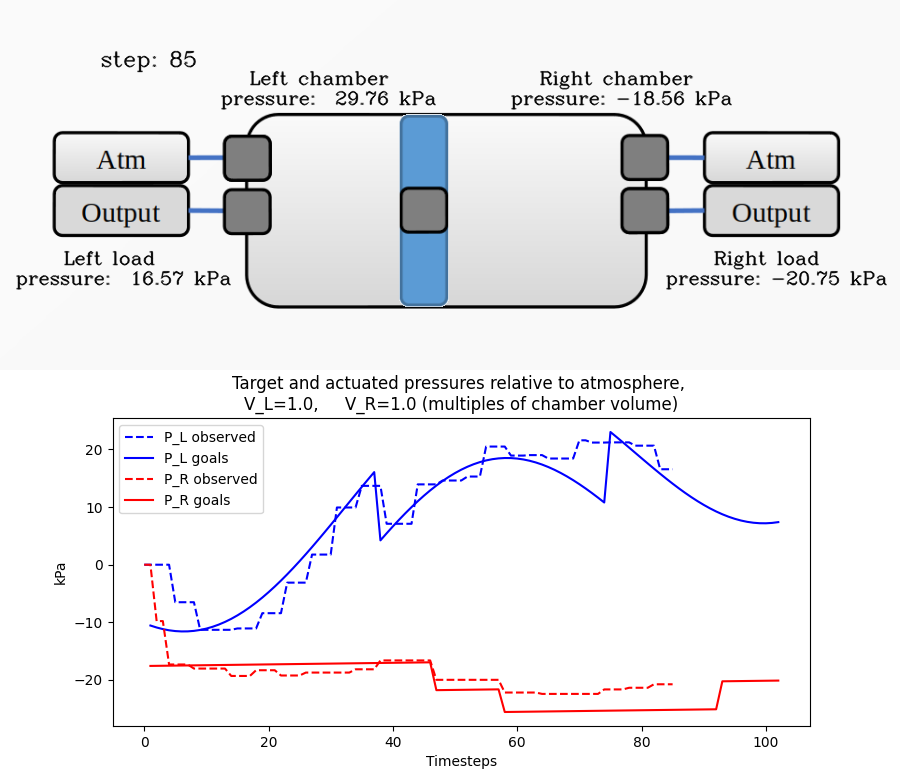 step: 85
Left chamber
pressure:  29.76 kPa
Right chamber
pressure: −18.56 kPa
Atm
Output
Atm
Output
Left load
pressure:  16.57 kPa
Right load
pressure: −20.75 kPa
Target and actuated pressures relative to atmosphere,
V_L=1.0,     V_R=1.0 (multiples of chamber volume)
P_L observed
P_L goals
P_R observed
P_R goals
20
10
0
−10
−20
kPa
0 20 40 60 80 100
Timesteps